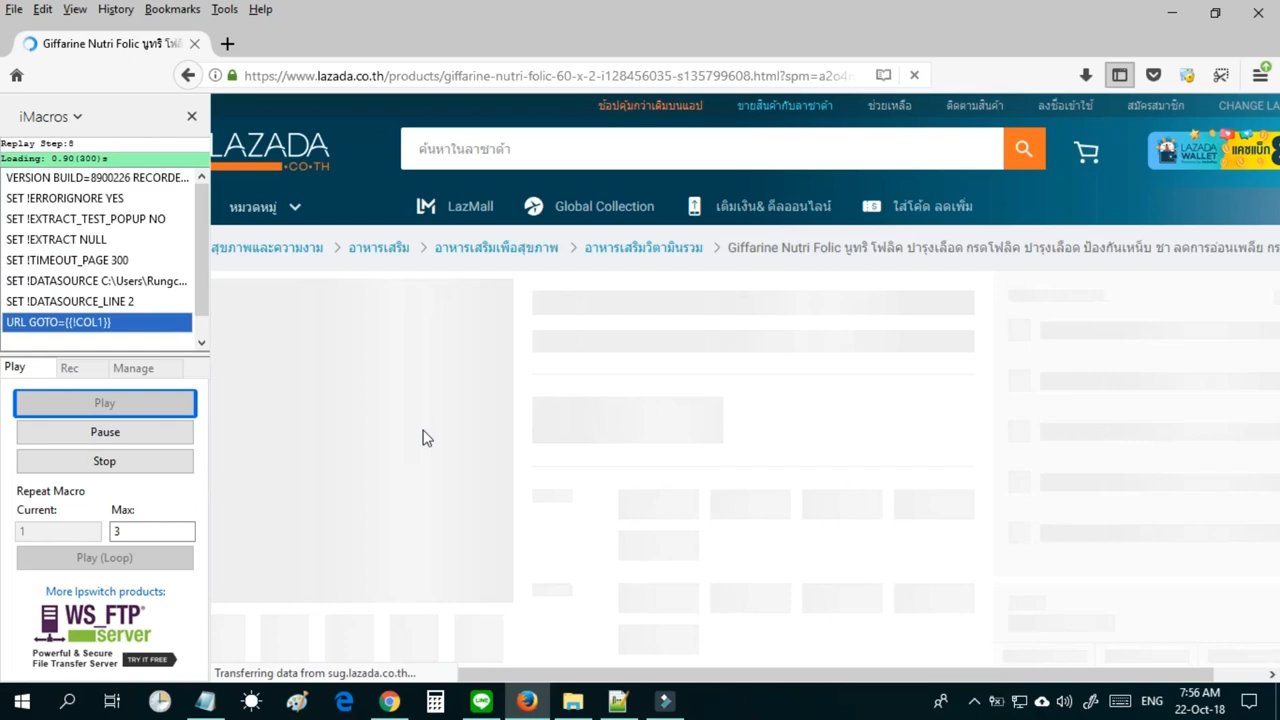 File Edit View History Bookmarks Tools Help
Giffarine Nutri Folic นูทริ โฟลิ
https://www.lazada.co.th/products/giffarine-nutri-folic-60-x-2-i128456035-s135799608.html?spm=a2o4
iMacros
Replay Step:8
Loading: 0.90(300)s
VERSION BUILD=8900226 RECORDE...
SET !ERRORIGNORE YES
SET !EXTRACT_TEST_POPUP NO
SET !EXTRACT NULL
SET !TIMEOUT_PAGE 300
SET !DATASOURCE C:\Users\Rungc...
SET !DATASOURCE_LINE 2
URL GOTO={{!COL1}}
Play Rec Manage
Play
Pause
Stop
Repeat Macro
Current: Max:
1 3
Play (Loop)
More Ipswitch products:
WS_FTP
server
Powerful & Secure
File Transfer Server TRY IT FREE
ช้อปคุ้มกว่าเดิมบนแอป ขายสินค้ากับลาซาด้า ช่วยเหลือ ติดตามสินค้า ลงชื่อเข้าใช้ สมัครสมาชิก CHANGE LA
LAZADA
.CO.TH
ค้นหาในลาซาด้า
LAZADA
WALLET
แคชแบ็ก
หมวดหมู่ LazMall Global Collection เติมเงิน& ดีลออนไลน์ ใส่โค้ด ลดเพิ่ม
สุขภาพและความงาม อาหารเสริม อาหารเสริมเพื่อสุขภาพ อาหารเสริมวิตามินรวม Giffarine Nutri Folic นูทริ โฟลิค บำรุงเลือด กรดโฟลิค บำรุงเลือด ป้องกันเหน็บ ชา ลดการอ่อนเพลีย ก
Transferring data from sug.lazada.co.th...
ENG
7:56 AM
22-Oct-18